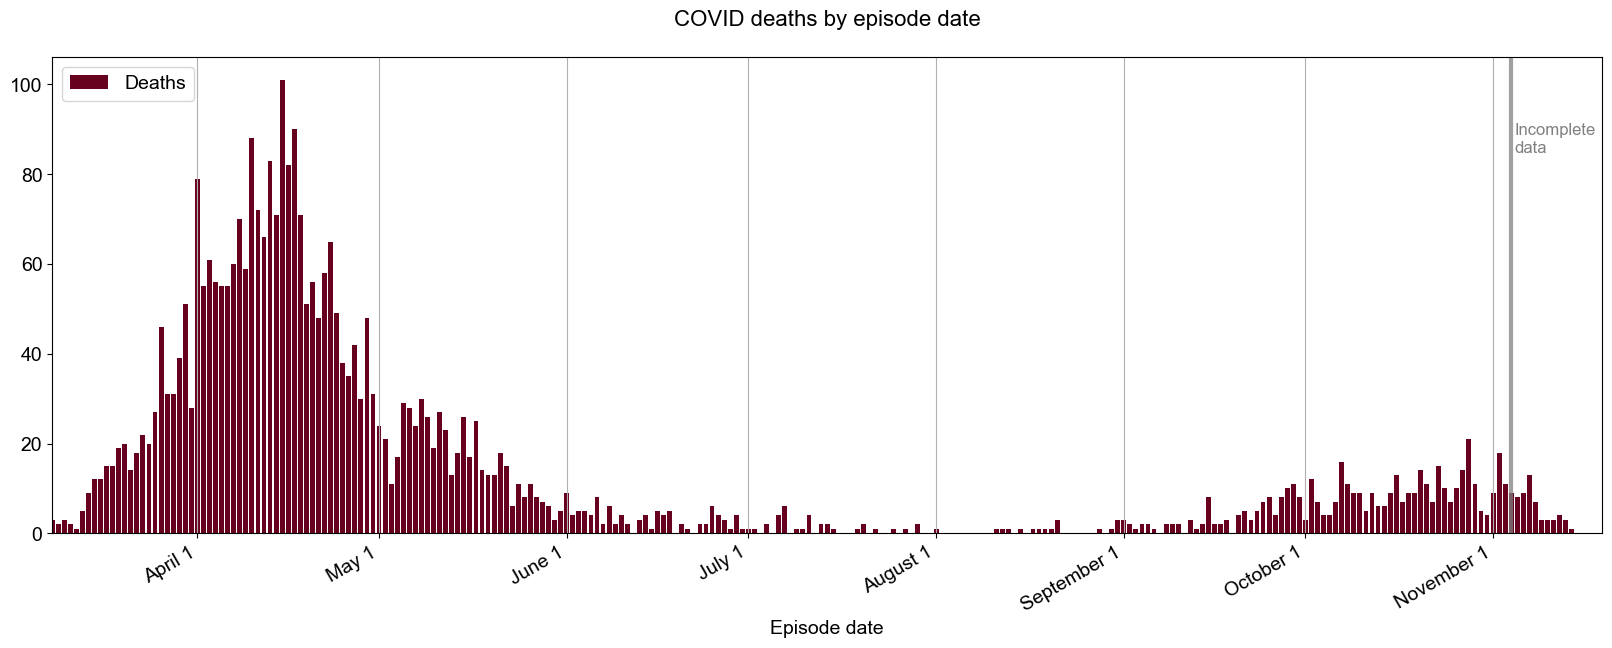 COVID deaths by episode date
Deaths
100
80
60
40
20
0
Incomplete
data
April 1
May 1
June 1
July 1
August 1
September 1
October 1
November 1
Episode date